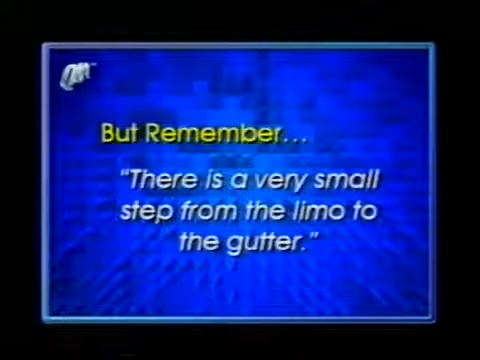 But Remember...
"There is a very small
step from the limo to
the gutter."